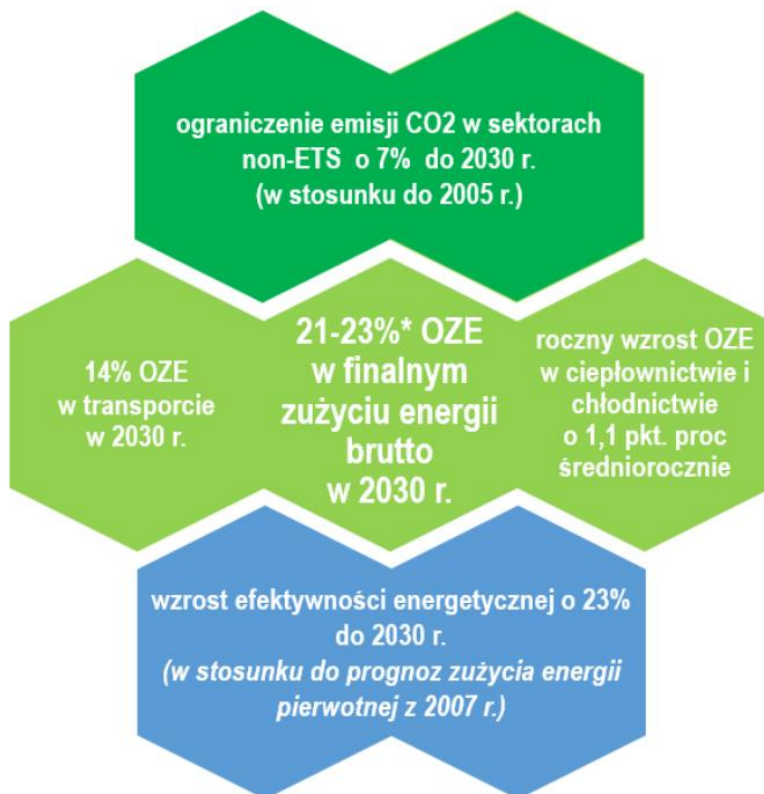 ograniczenie emisji CO2 w sektorach
non-ETS o 7% do 2030 r.
(w stosunku do 2005 r.)
14% OZE
w transporcie
w 2030 r.
21-23%* OZE
w finalnym
zużyciu energii
brutto
w 2030 r.
roczny wzrost OZE
w ciepłownictwie i
chłodnictwie
o 1,1 pkt. proc
średniorocznie
wzrost efektywności energetycznej o 23%
do 2030 r.
(w stosunku do prognoz zużycia energii
pierwotnej z 2007 r.)